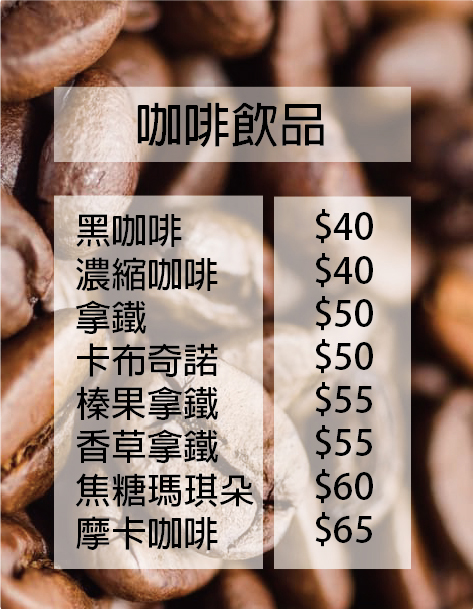 咖啡飲品
黑咖啡 $40
濃縮咖啡 $40
拿鐵 $50
卡布奇諾 $50
榛果拿鐵 $55
香草拿鐵 $55
焦糖瑪琪朵 $60
摩卡咖啡 $65